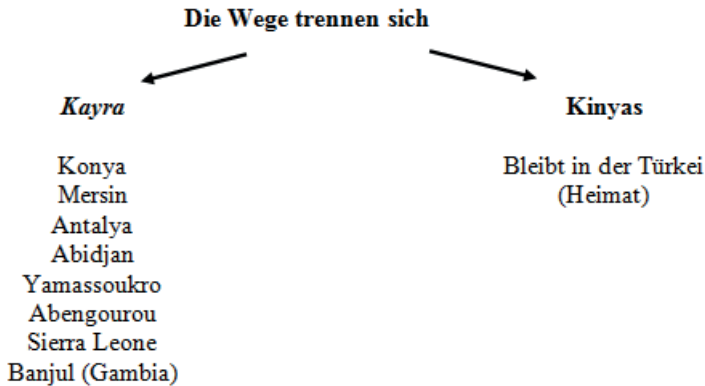 Die Wege trennen sich
Kayra
Konya
Mersin
Antalya
Abidjan
Yamassoukro
Abengourou
Sierra Leone
Banjul (Gambia)
Kinyas
Bleibt in der Türkei
(Heimat)